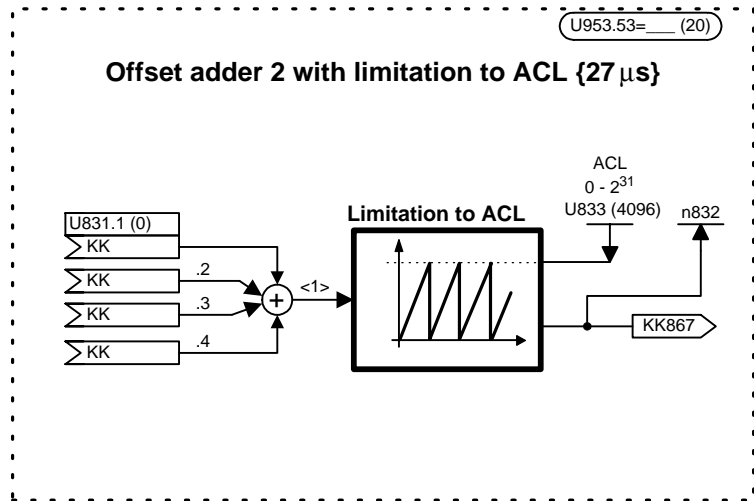 U953.53=___ (20)
Offset adder 2 with limitation to ACL {27 μs}
ACL
0 - 2³¹
U833 (4096)
n832
Limitation to ACL
U831.1 (0)
KK
KK
.2
KK
.3
KK
.4
+
<1>
KK867